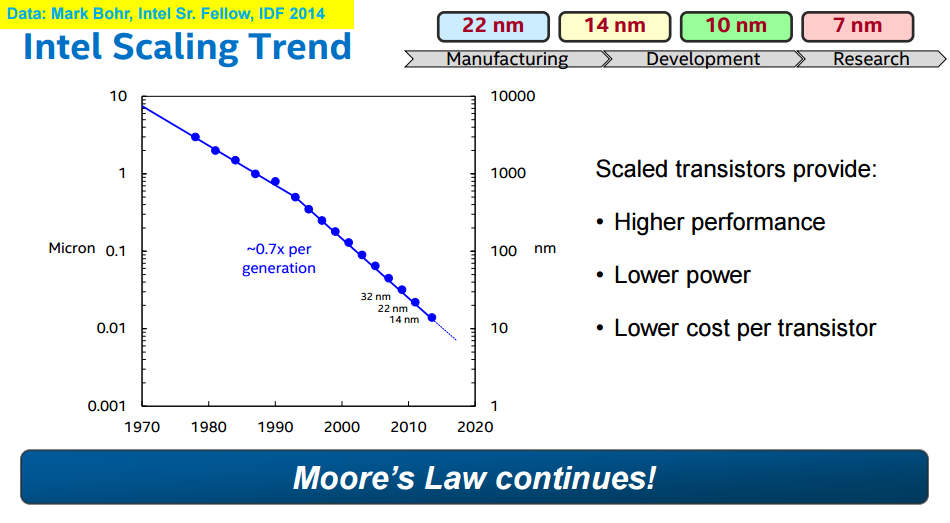 Data: Mark Bohr, Intel Sr. Fellow, IDF 2014
Intel Scaling Trend
22 nm
14 nm
10 nm
7 nm
Manufacturing
Development
Research
10
1
Micron
0.1
0.01
0.001
10000
1000
100
nm
10
1
~0.7x per
generation
32 nm
22 nm
14 nm
1970
1980
1990
2000
2010
2020
Scaled transistors provide:
• Higher performance
• Lower power
• Lower cost per transistor
Moore's Law continues!